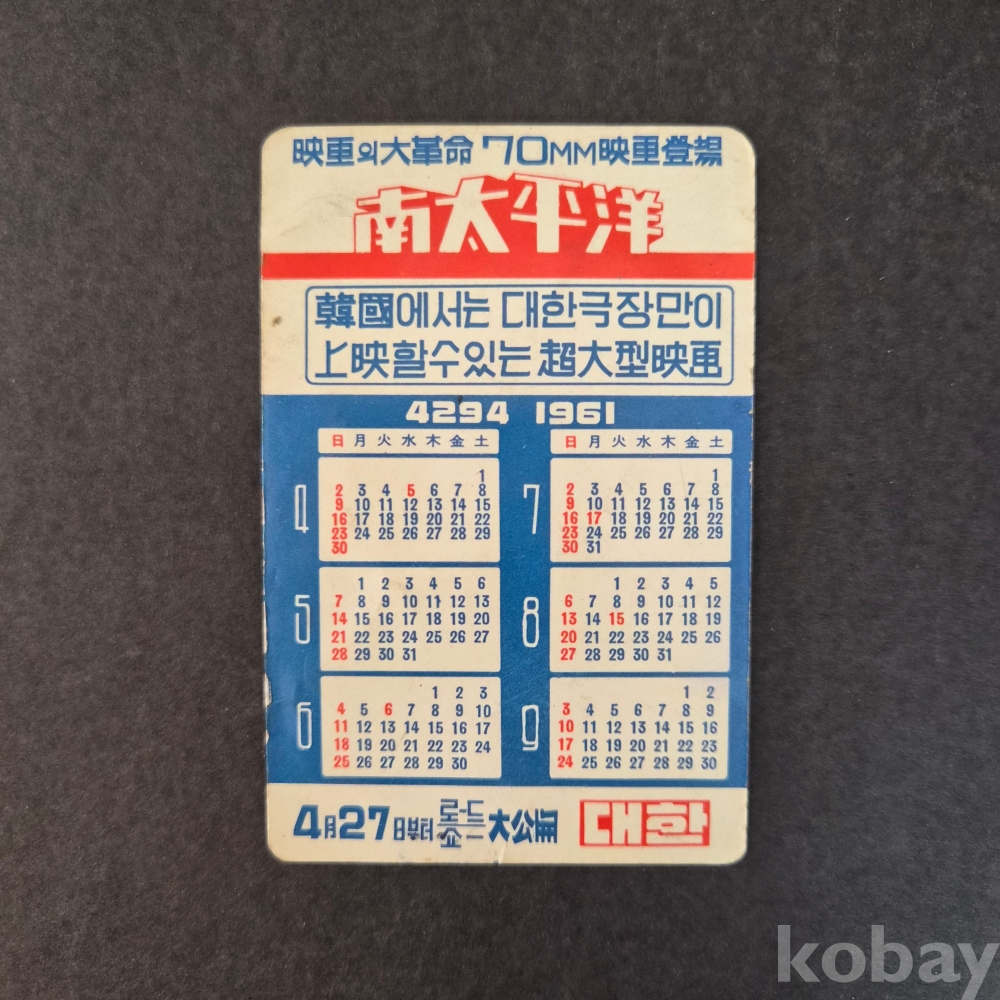 映画의 大革命 70MM 映画登場
南太平洋
韓國에서는 대한극장만이
上映할수있는 超大型映画
4294 1961
日 月 火 水 木 金 土
4
1
2 3 4 5 6 7 8
9 10 11 12 13 14 15
16 17 18 19 20 21 22
23 24 25 26 27 28 29
30
5
1 2 3 4 5 6
7 8 9 10 11 12 13
14 15 16 17 18 19 20
21 22 23 24 25 26 27
28 29 30 31
6
1 2 3
4 5 6 7 8 9 10
11 12 13 14 15 16 17
18 19 20 21 22 23 24
25 26 27 28 29 30
日 月 火 水 木 金 土
7
1
2 3 4 5 6 7 8
9 10 11 12 13 14 15
16 17 18 19 20 21 22
23 24 25 26 27 28 29
30 31
8
1 2 3 4 5
6 7 8 9 10 11 12
13 14 15 16 17 18 19
20 21 22 23 24 25 26
27 28 29 30 31
9
1 2
3 4 5 6 7 8 9
10 11 12 13 14 15 16
17 18 19 20 21 22 23
24 25 26 27 28 29 30
4月27日부터 로-드쇼- 大公開 대한
kobay